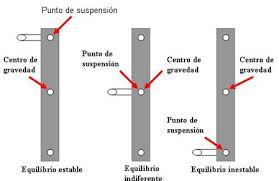 Punto de suspensión
Centro de
gravedad
Punto de
suspensión
Centro de
gravedad
Centro de
gravedad
Punto de
suspensión
Equilibrio estable
Equilibrio
indiferente
Equilibrio inestable